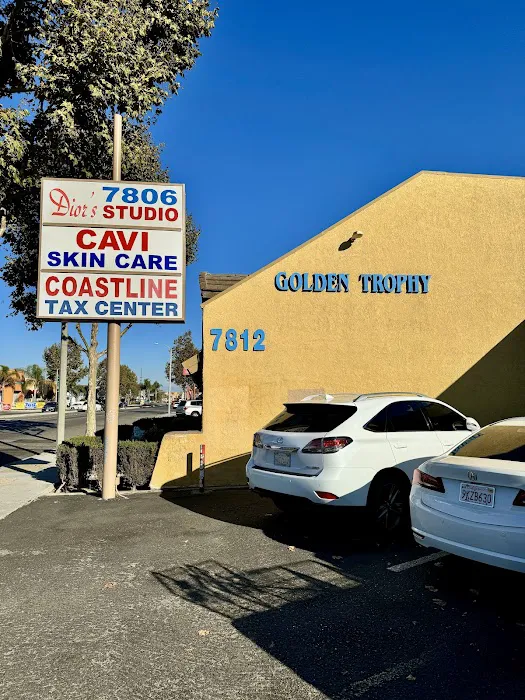 7806
Dior's STUDIO
CAVI
SKIN CARE
COASTLINE
TAX CENTER
GOLDEN TROPHY
7812